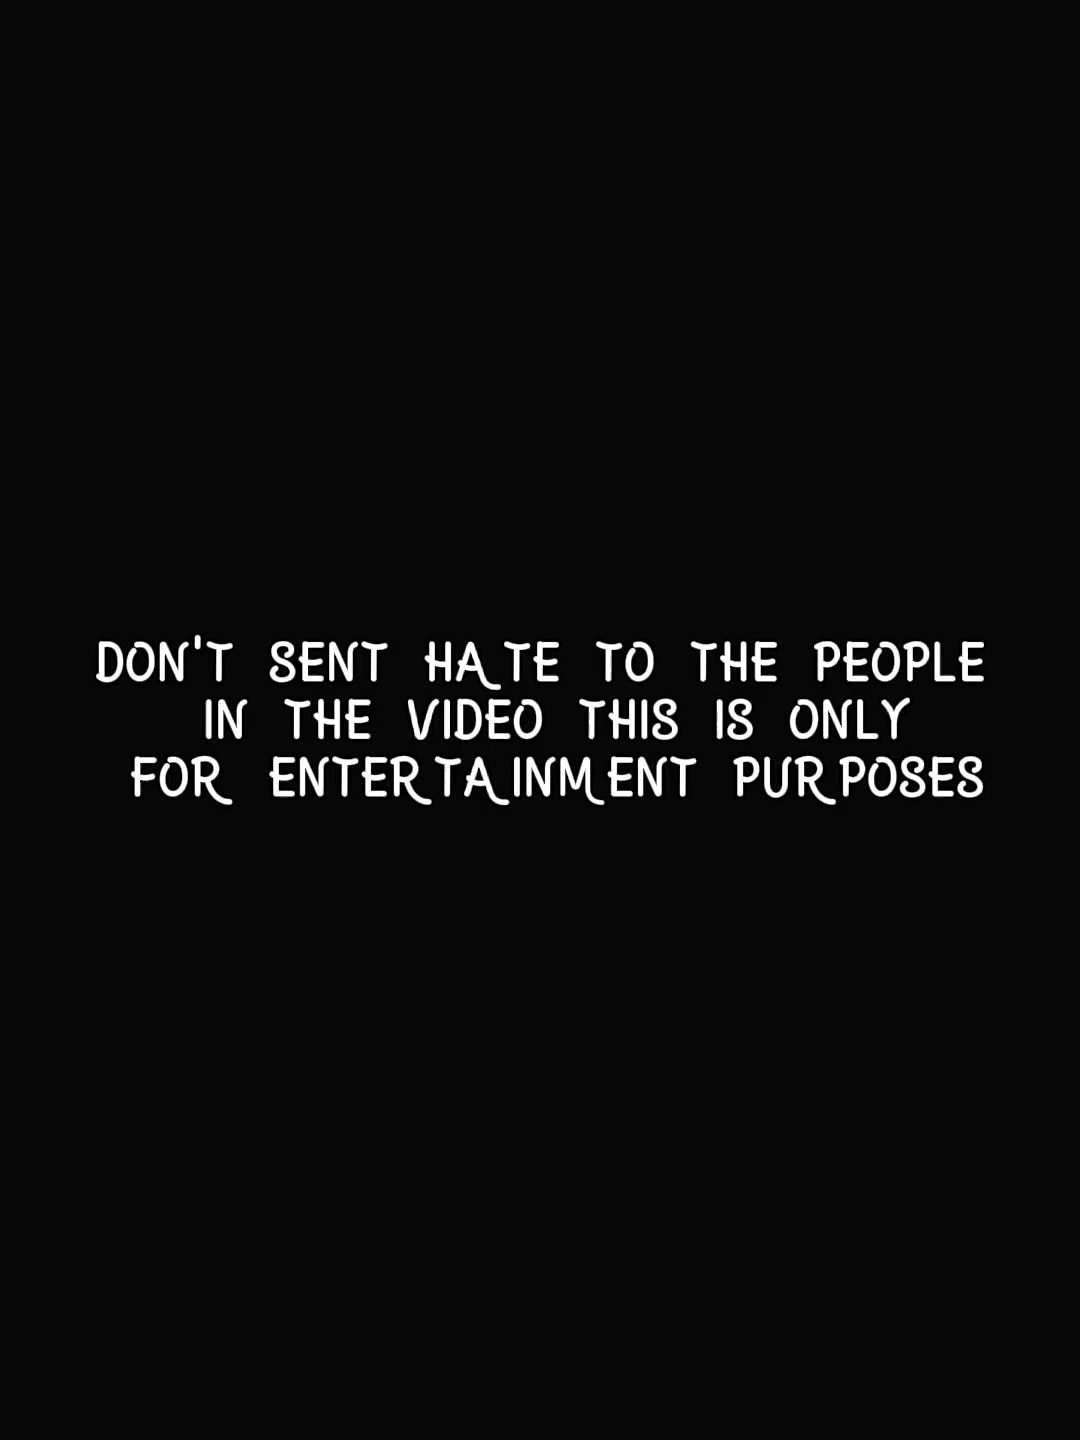 DON'T SENT HATE TO THE PEOPLE
IN THE VIDEO THIS IS ONLY
FOR ENTERTAINMENT PURPOSES